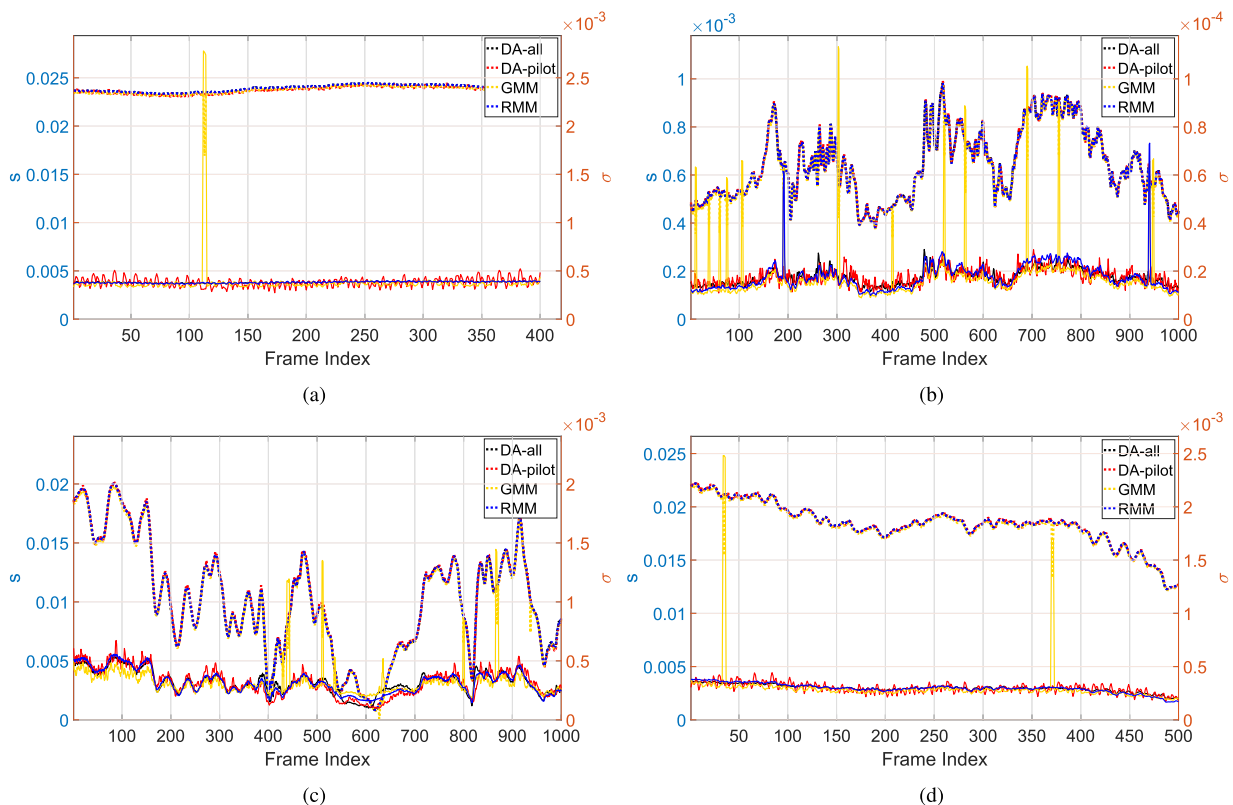 ×10⁻³
DA-all
DA-pilot
GMM
RMM
0.025
0.02
0.015
0.01
0.005
0
s
2.5
2
1.5
1
0.5
0
σ
50 100 150 200 250 300 350 400
Frame Index
(a)
×10⁻³
×10⁻⁴
DA-all
DA-pilot
GMM
RMM
1
0.8
0.6
0.4
0.2
0
s
1
0.8
0.6
0.4
0.2
0
σ
100 200 300 400 500 600 700 800 900 1000
Frame Index
(b)
×10⁻³
DA-all
DA-pilot
GMM
RMM
0.02
0.015
0.01
0.005
0
s
2
1.5
1
0.5
0
σ
100 200 300 400 500 600 700 800 900 1000
Frame Index
(c)
×10⁻³
DA-all
DA-pilot
GMM
RMM
0.025
0.02
0.015
0.01
0.005
0
s
2.5
2
1.5
1
0.5
0
σ
50 100 150 200 250 300 350 400 450 500
Frame Index
(d)